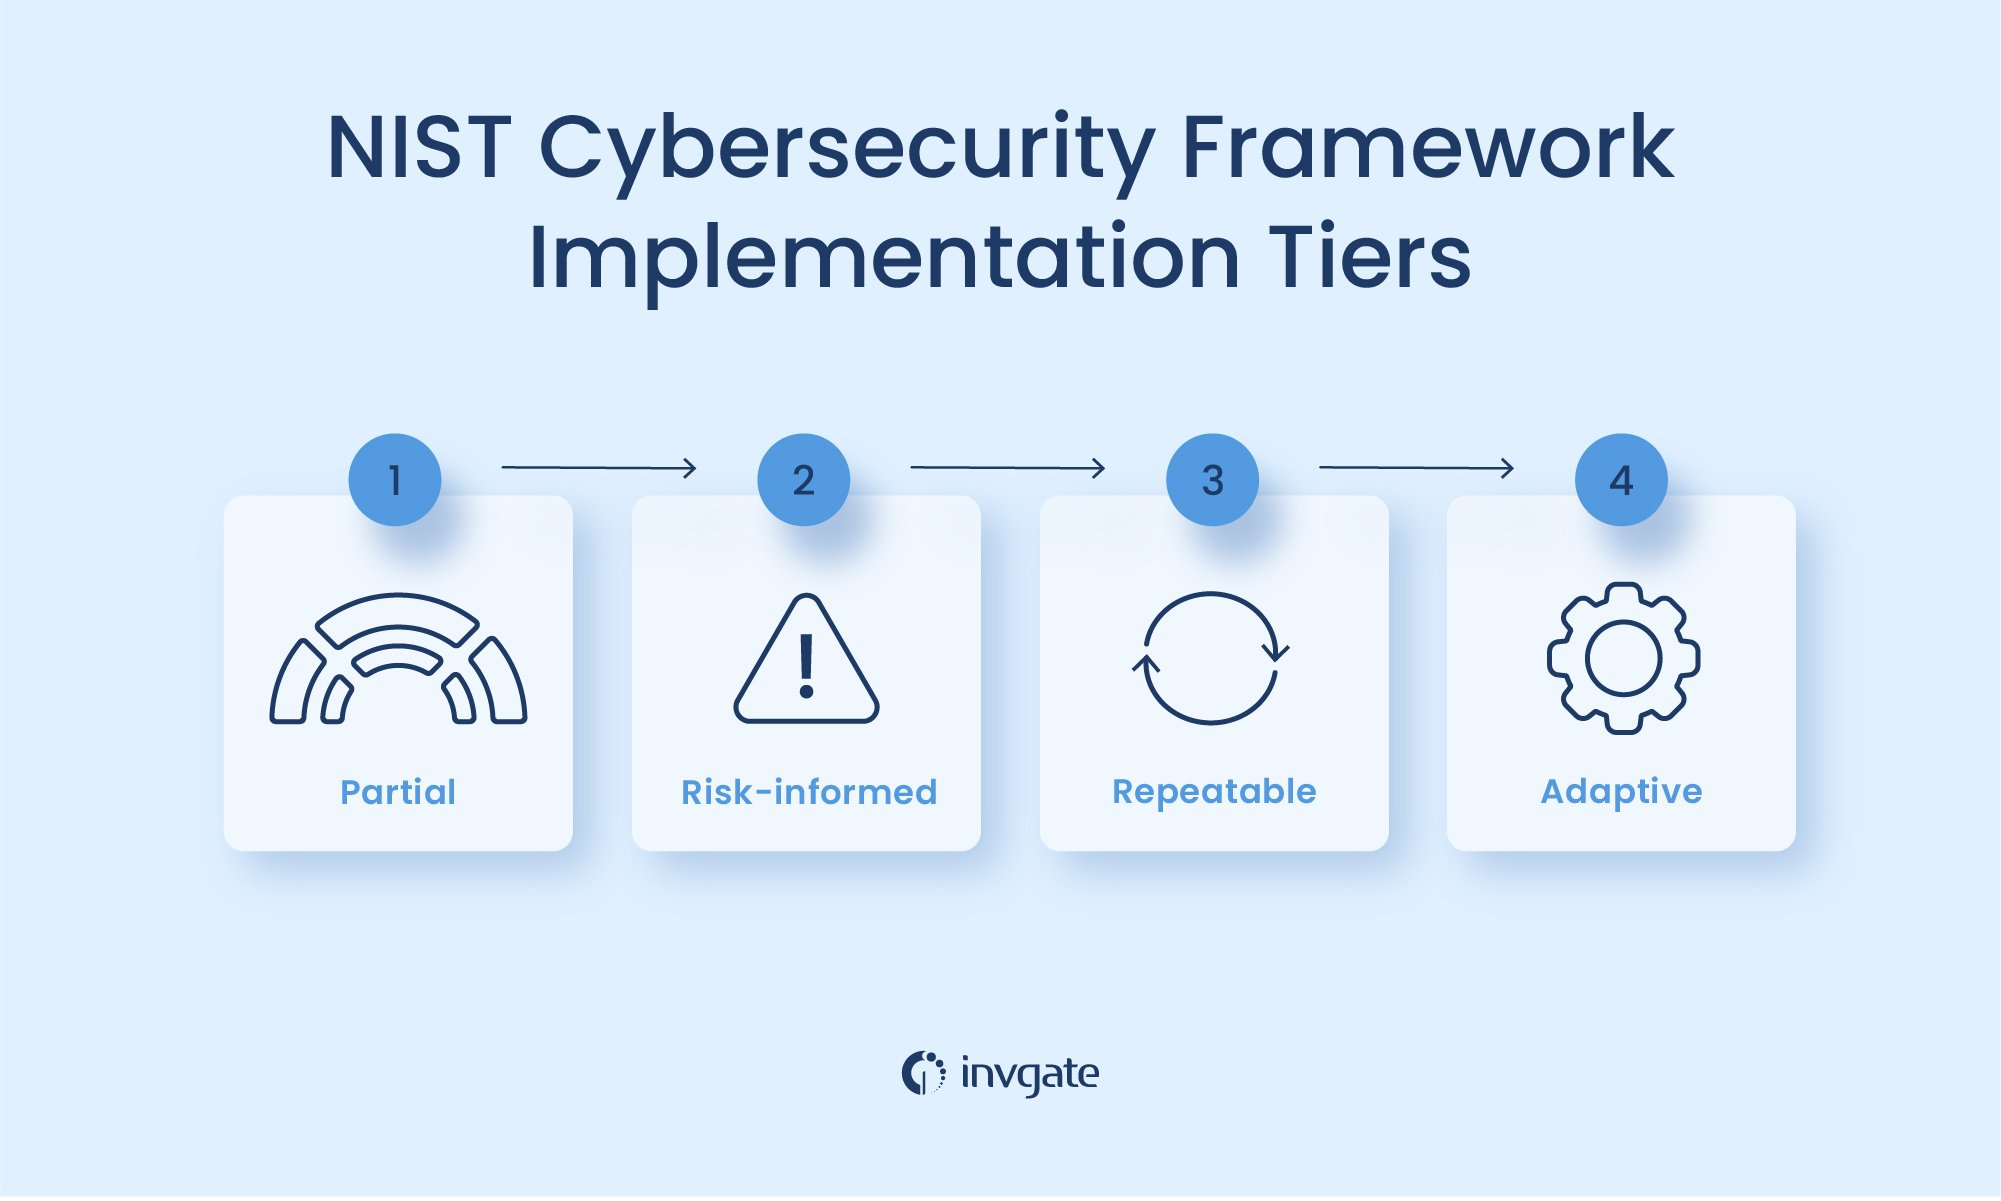 NIST Cybersecurity Framework
Implementation Tiers
1
2
3
4
Partial
Risk-informed
Repeatable
Adaptive
invgate